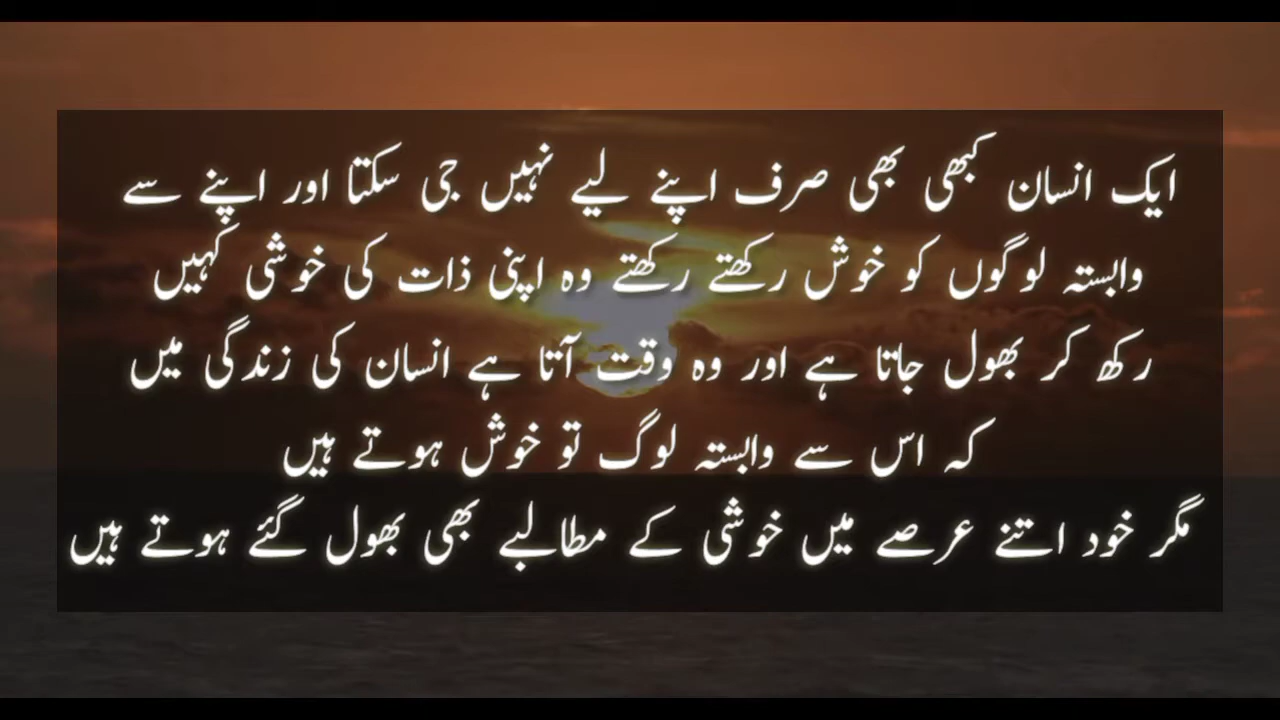 ایک انسان کبھی بھی صرف اپنے لیے نہیں جی سکتا اور اپنے سے
وابستہ لوگوں کو خوش رکھتے رکھتے وہ اپنی ذات کی خوشی کہیں
رکھ کر بھول جاتا ہے اور وہ وقت آتا ہے انسان کی زندگی میں
کہ اس سے وابستہ لوگ تو خوش ہوتے ہیں
مگر خود اتنے عرصے میں خوشی کے مطالبے بھی بھول گئے ہوتے ہیں